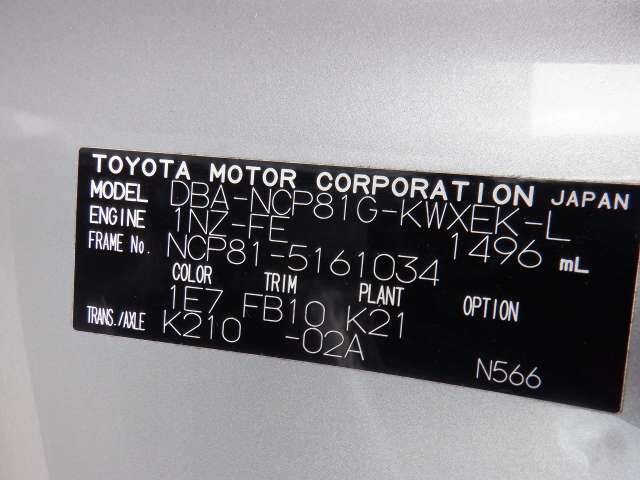 TOYOTA MOTOR CORPORATION JAPAN
MODEL DBA-NCP81G-KWXEK-L
ENGINE 1NZ-FE 1496 mL
FRAME No. NCP81-5161034
COLOR TRIM PLANT OPTION
1E7 FB10 K21
TRANS./AXLE K210 -02A
N566